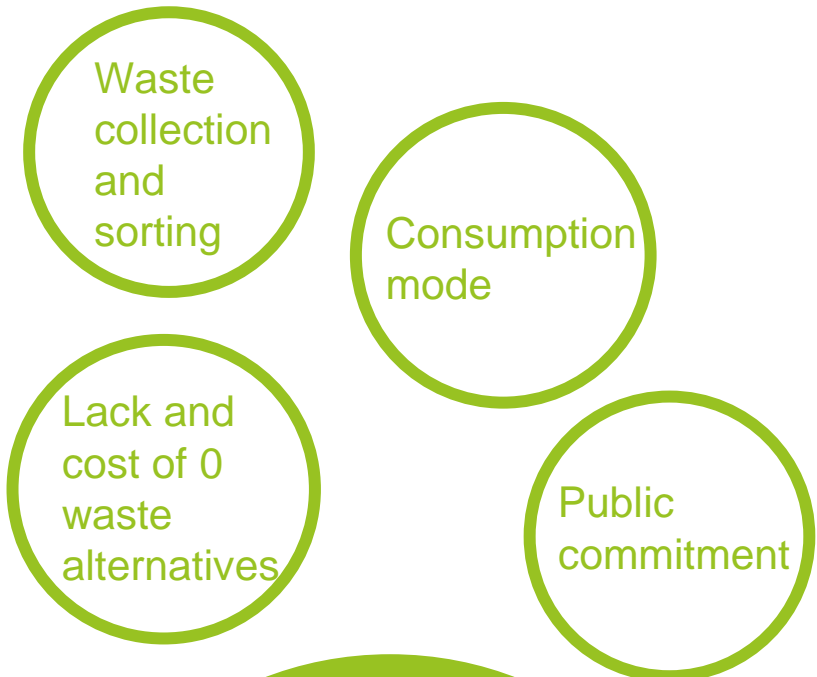 Waste
collection
and
sorting
Consumption
mode
Lack and
cost of 0
waste
alternatives
Public
commitment